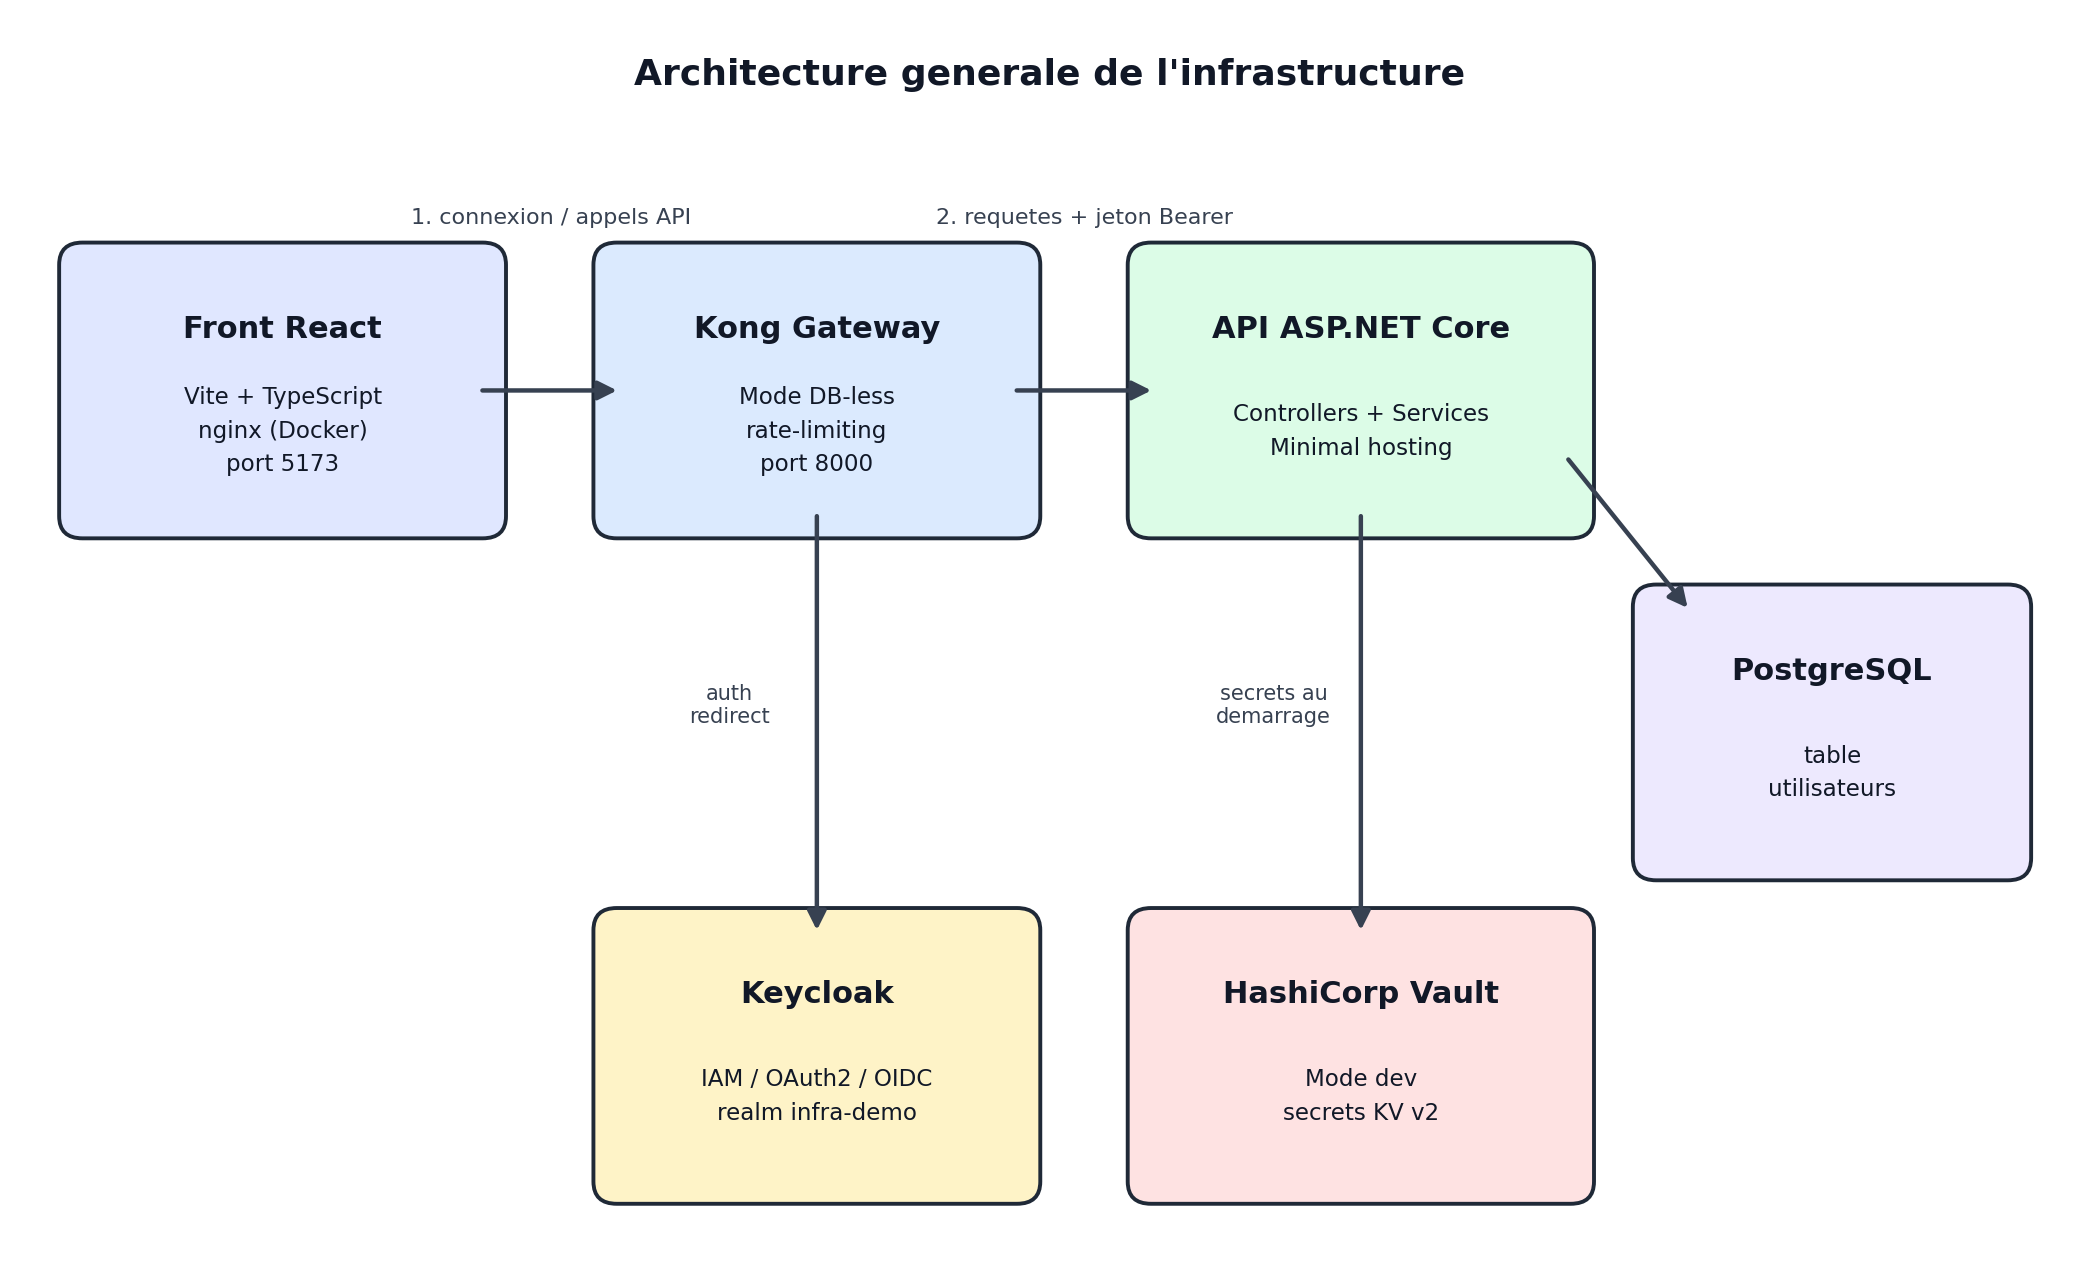 Architecture generale de l'infrastructure
1. connexion / appels API
2. requetes + jeton Bearer
Front React
Vite + TypeScript
nginx (Docker)
port 5173
Kong Gateway
Mode DB-less
rate-limiting
port 8000
API ASP.NET Core
Controllers + Services
Minimal hosting
auth
redirect
secrets au
demarrage
PostgreSQL
table
utilisateurs
Keycloak
IAM / OAuth2 / OIDC
realm infra-demo
HashiCorp Vault
Mode dev
secrets KV v2